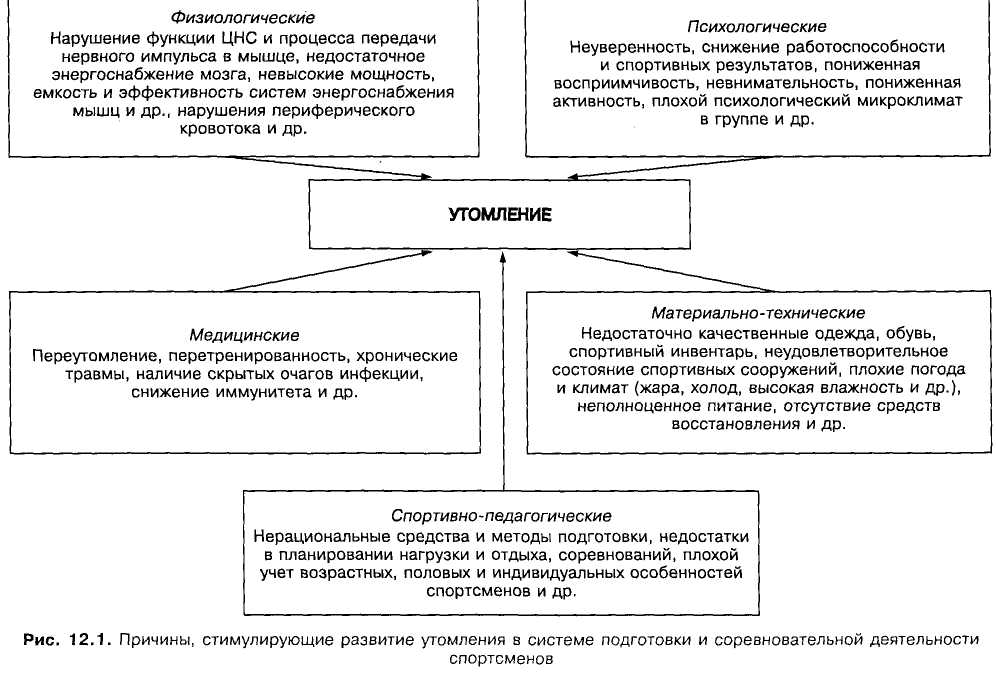 Физиологические
Нарушение функции ЦНС и процесса передачи
нервного импульса в мышце, недостаточное
энергоснабжение мозга, невысокие мощность,
емкость и эффективность систем энергоснабжения
мышц и др., нарушения периферического
кровотока и др.
Психологические
Неуверенность, снижение работоспособности
и спортивных результатов, пониженная
восприимчивость, невнимательность, пониженная
активность, плохой психологический микроклимат
в группе и др.
УТОМЛЕНИЕ
Медицинские
Переутомление, перетренированность, хронические
травмы, наличие скрытых очагов инфекции,
снижение иммунитета и др.
Материально-технические
Недостаточно качественные одежда, обувь,
спортивный инвентарь, неудовлетворительное
состояние спортивных сооружений, плохие погода
и климат (жара, холод, высокая влажность и др.),
неполноценное питание, отсутствие средств
восстановления и др.
Спортивно-педагогические
Нерациональные средства и методы подготовки, недостатки
в планировании нагрузки и отдыха, соревнований, плохой
учет возрастных, половых и индивидуальных особенностей
спортсменов и др.
Рис. 12.1. Причины, стимулирующие развитие утомления в системе подготовки и соревновательной деятельности
спортсменов